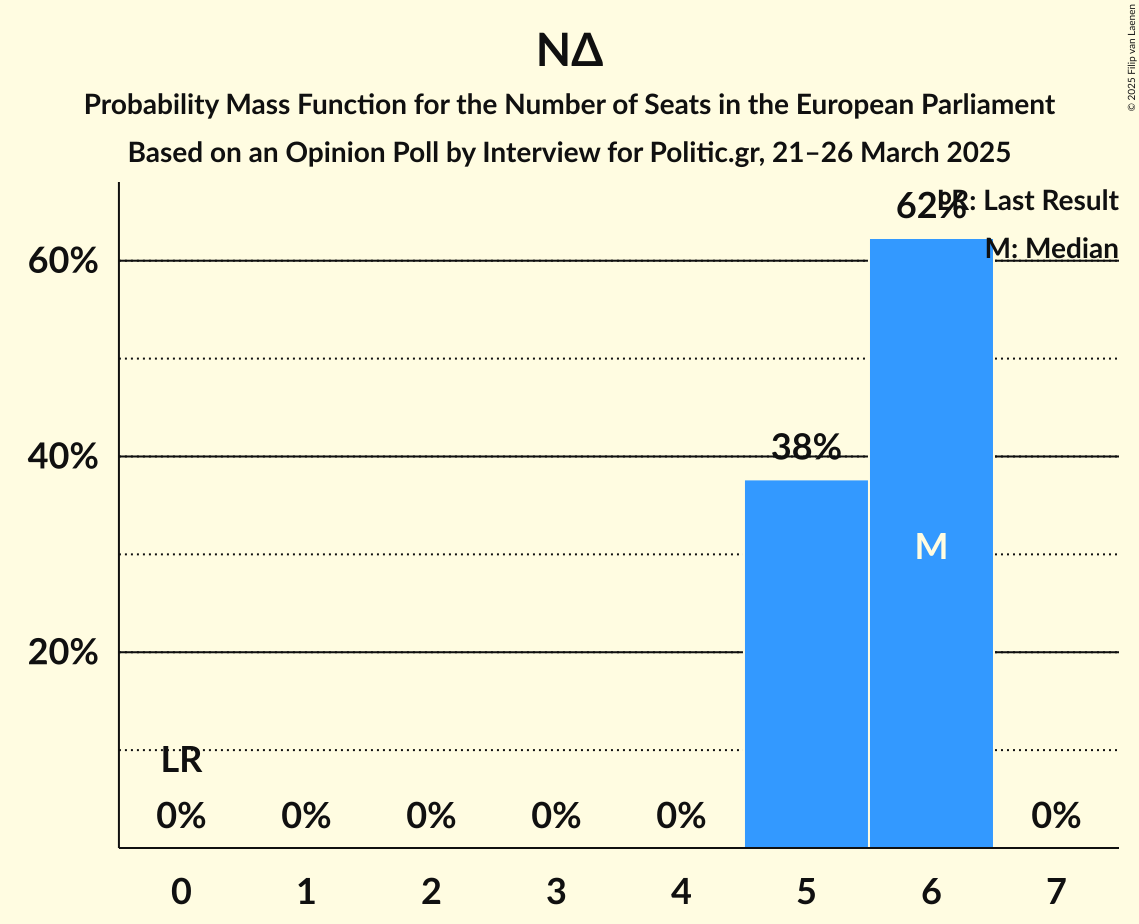 ΝΔ
Probability Mass Function for the Number of Seats in the European Parliament
Based on an Opinion Poll by Interview for Politic.gr, 21–26 March 2025
© 2025 Filip van Laenen
LR: Last Result
M: Median
62%
60%
40%
38%
M
20%
LR
0% 0% 0% 0% 0% 0%
0 1 2 3 4 5 6 7